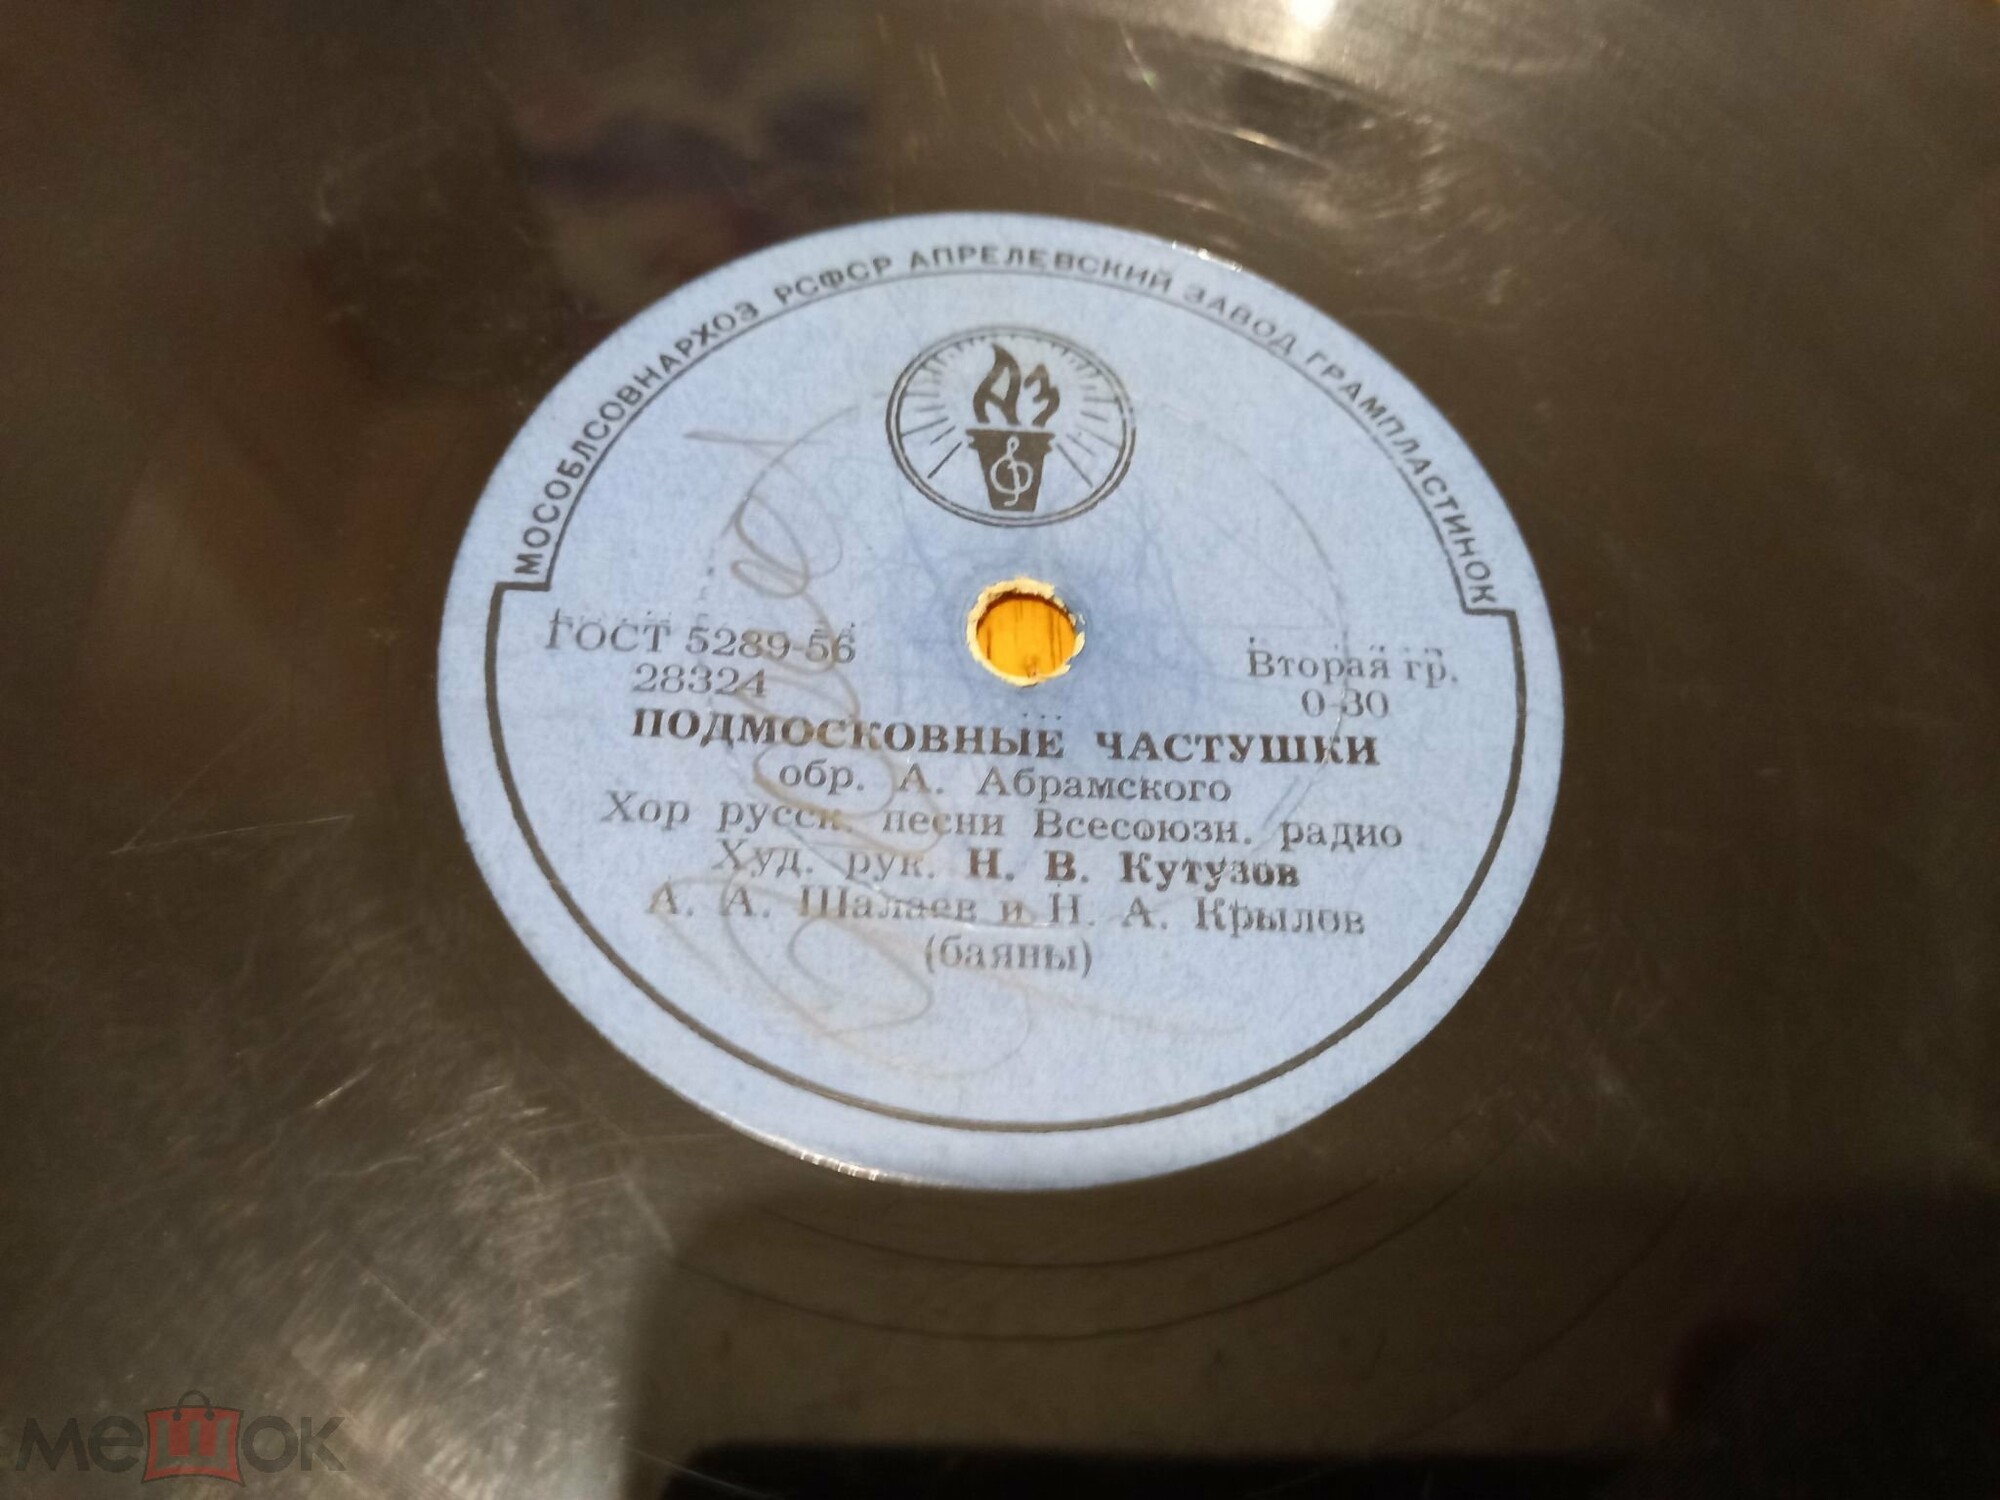 МОСОБЛСОВНАРХОЗ РСФСР АПРЕЛЕВСКИЙ ЗАВОД ГРАМПЛАСТИНОК
АЗ
ГОСТ 5289-56
28324
Вторая гр.
0-30
ПОДМОСКОВНЫЕ ЧАСТУШКИ
обр. А. Абрамского
Хор русск. песни Всесоюзн. радио
Худ. рук. Н. В. Кутузов
А. А. Шалаев и Н. А. Крылов
(баяны)
мешок